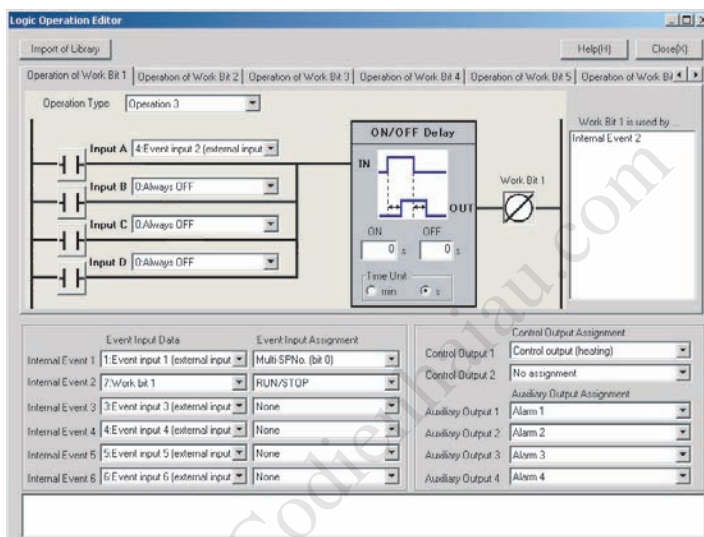 Logic Operation Editor
Import of Library
Help(H)
Close(X)
Operation of Work Bit 1
Operation of Work Bit 2
Operation of Work Bit 3
Operation of Work Bit 4
Operation of Work Bit 5
Operation of Work Bi
Operation Type
Operation 3
Work Bit 1 is used by ...
Internal Event 2
Input A
4:Event input 2 (external input
Input B
0:Always OFF
Input C
0:Always OFF
Input D
0:Always OFF
ON/OFF Delay
IN
OUT
ON
OFF
0 s
0 s
Time Unit
min
s
Work Bit 1
Event Input Data
Event Input Assignment
Internal Event 1
1:Event input 1 (external input
Multi-SPNo. (bit 0)
Internal Event 2
7:Work bit 1
RUN/STOP
Internal Event 3
3:Event input 3 (external input
None
Internal Event 4
4:Event input 4 (external input
None
Internal Event 5
5:Event input 5 (external input
None
Internal Event 6
6:Event input 6 (external input
None
Control Output Assignment
Control Output 1
Control output (heating)
Control Output 2
No assignment
Auxiliary Output Assignment
Auxiliary Output 1
Alarm 1
Auxiliary Output 2
Alarm 2
Auxiliary Output 3
Alarm 3
Auxiliary Output 4
Alarm 4
Codienhaiau.com